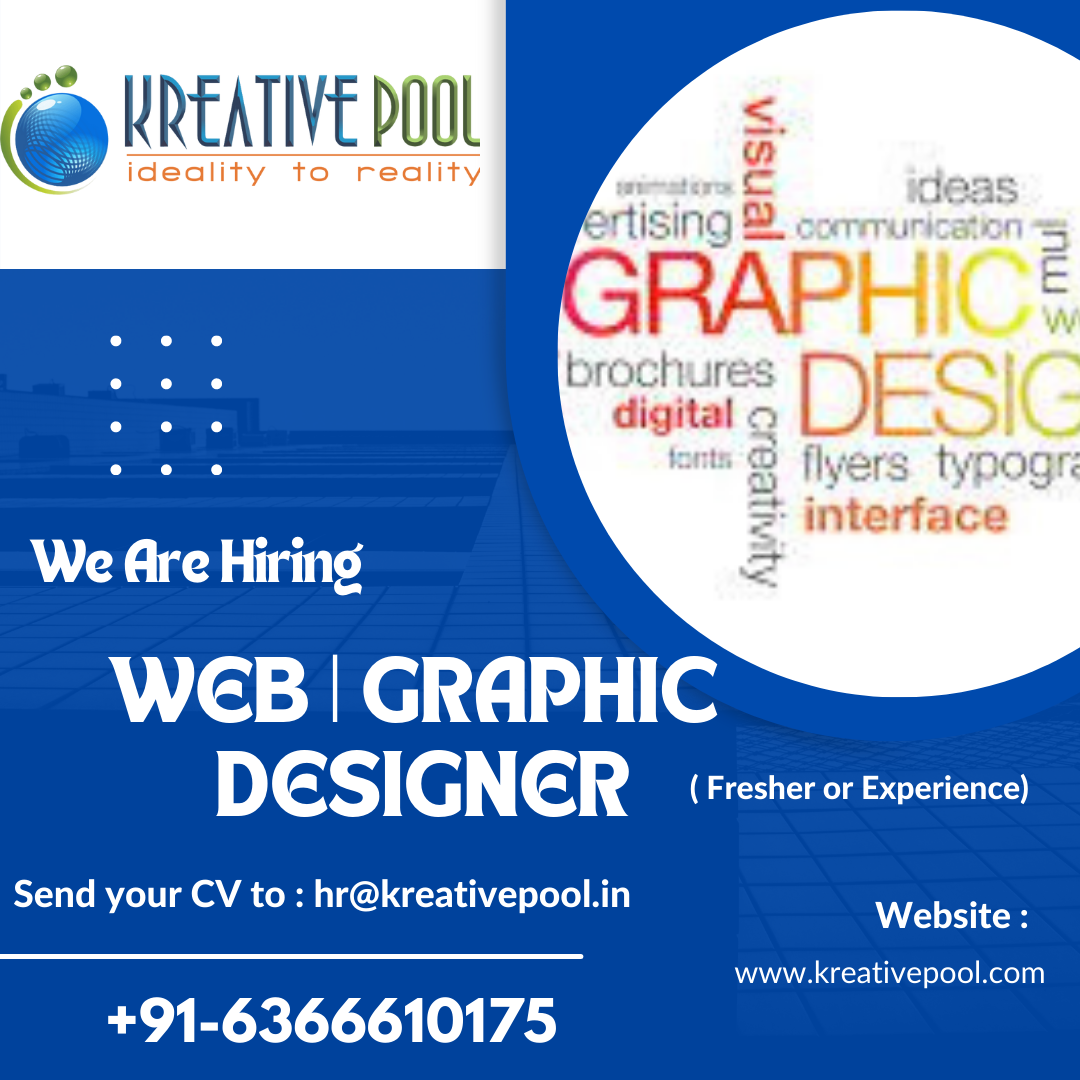 KREATIVE POOL
ideality to reality
visual
animations
ideas
ertising
communication
GRAPHIC
brochures
DESIG
digital
creativity
fonts
flyers typogra
interface
We Are Hiring
WEB | GRAPHIC
DESIGNER
( Fresher or Experience)
Send your CV to : hr@kreativepool.in
Website :
www.kreativepool.com
+91-6366610175